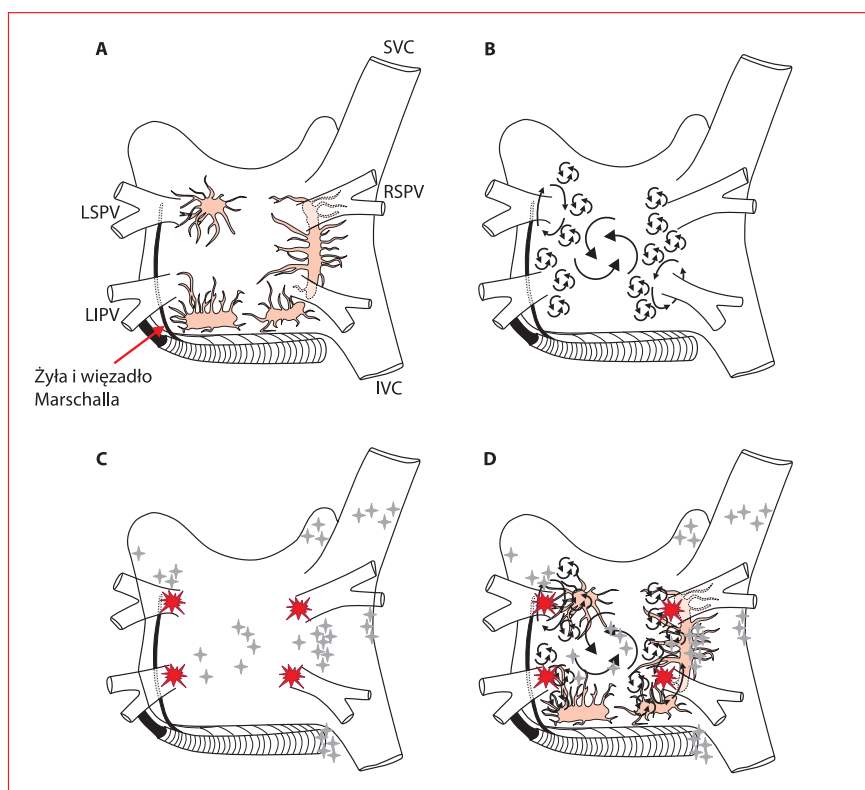 A
SVC
B
LSPV
RSPV
LIPV
Żyła i więzadło
Marschalla
IVC
C
D